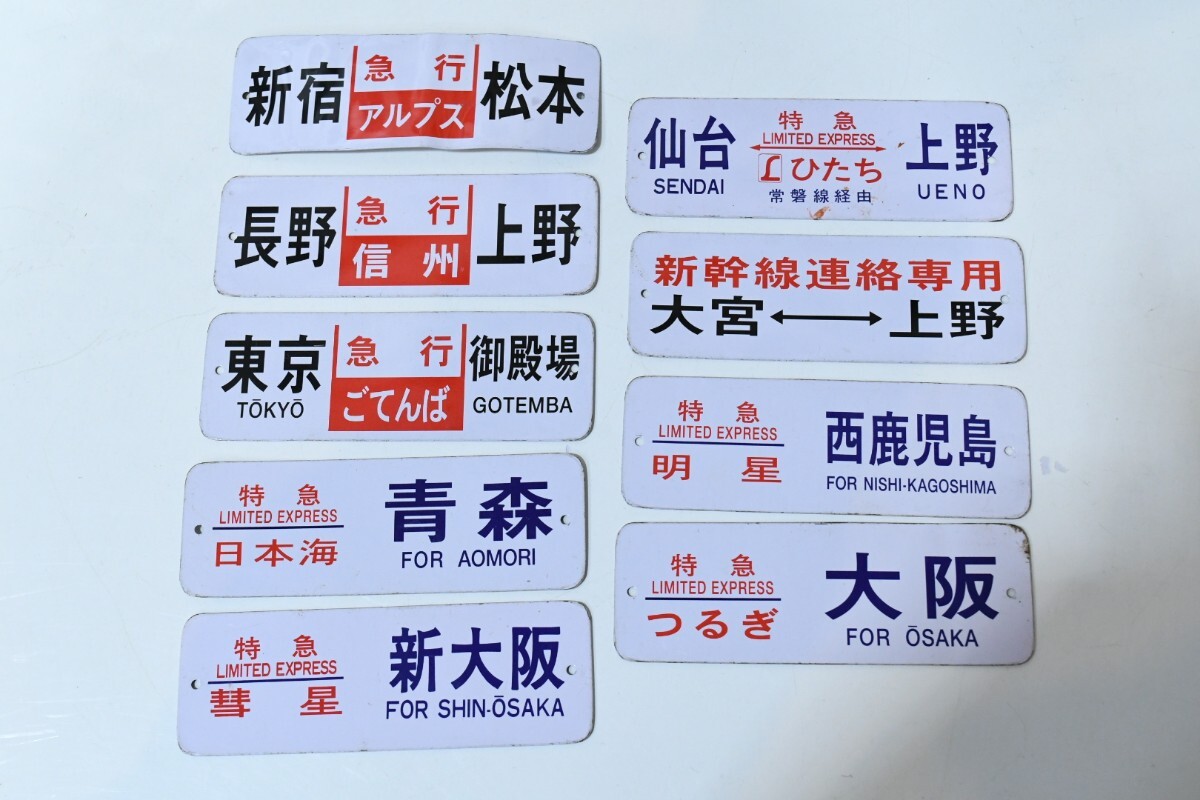 新宿
急行
アルプス
松本
長野
急行
信州
上野
東京
TŌKYŌ
急行
ごてんば
御殿場
GOTEMBA
特急
LIMITED EXPRESS
日本海
青森
FOR AOMORI
特急
LIMITED EXPRESS
彗星
新大阪
FOR SHIN-ŌSAKA
仙台
SENDAI
特急
LIMITED EXPRESS
L ひたち
常磐線経由
上野
UENO
新幹線連絡専用
大宮↔上野
特急
LIMITED EXPRESS
明星
西鹿児島
FOR NISHI-KAGOSHIMA
特急
LIMITED EXPRESS
つるぎ
大阪
FOR ŌSAKA